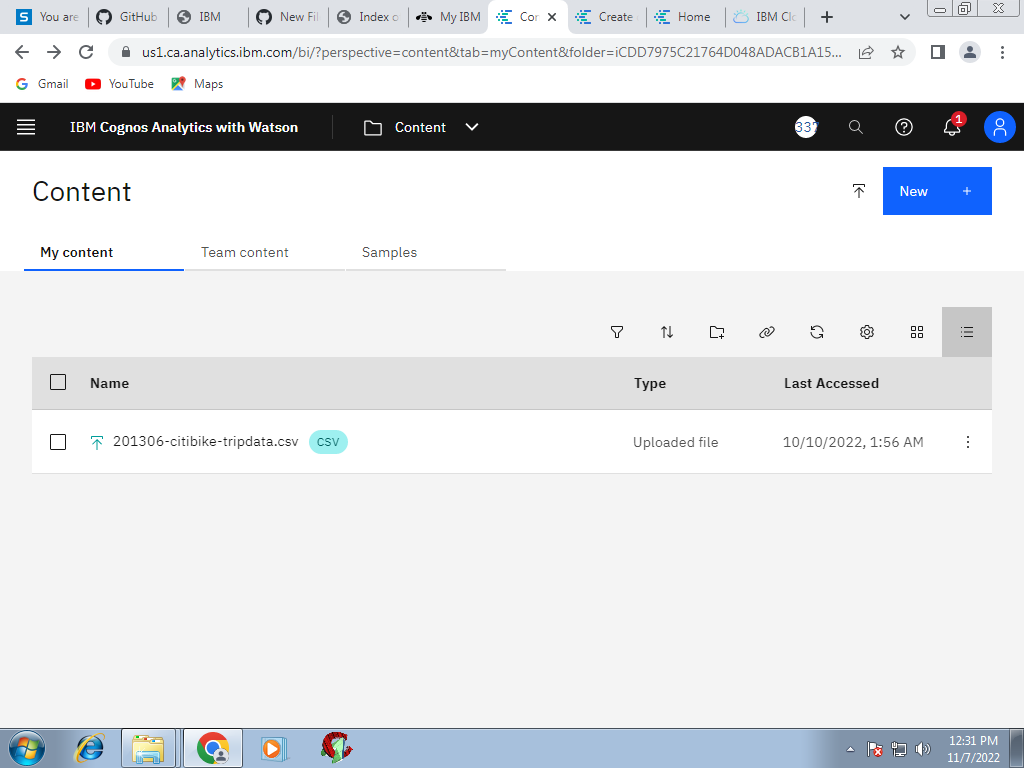 You are
GitHub
IBM
New Fil
Index o
My IBM
Con
Create
Home
IBM Clo
us1.ca.analytics.ibm.com/bi/?perspective=content&tab=myContent&folder=iCDD7975C21764D048ADACB1A15...
Gmail
YouTube
Maps
IBM Cognos Analytics with Watson
Content
337
1
Content
New +
My content
Team content
Samples
Name Type Last Accessed
201306-citibike-tripdata.csv CSV Uploaded file 10/10/2022, 1:56 AM
12:31 PM
11/7/2022